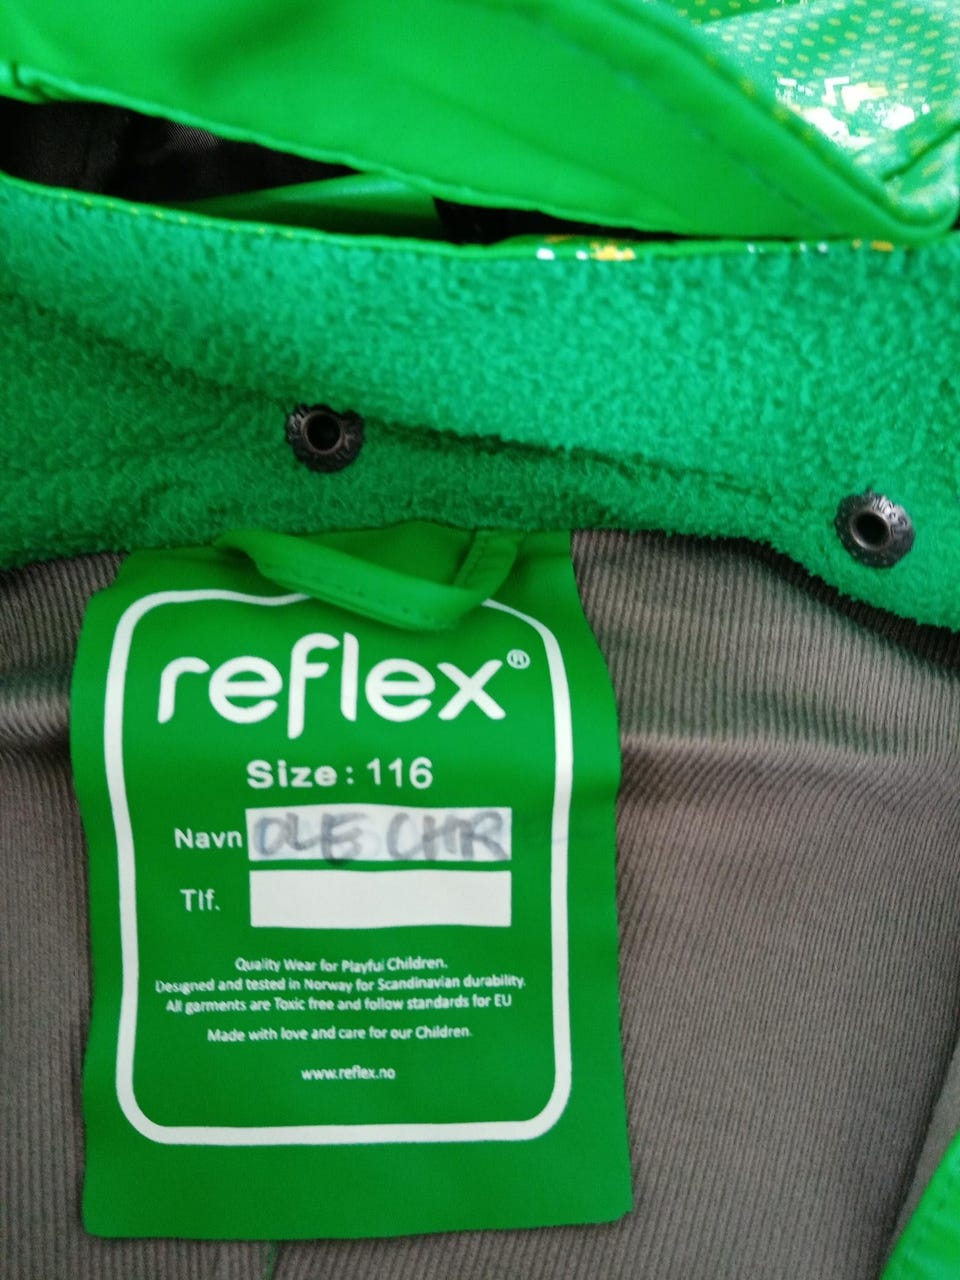 reflex®
Size: 116
Navn OLE CHR
Tlf.
Quality Wear for Playful Children.
Designed and tested in Norway for Scandinavian durability.
All garments are Toxic free and follow standards for EU
Made with love and care for our Children.
www.reflex.no